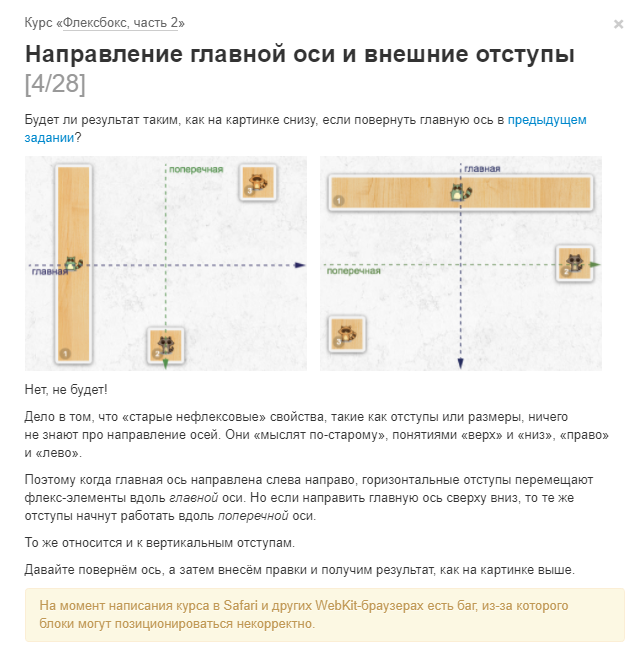 Курс «Флексбокс, часть 2»
×
Направление главной оси и внешние отступы
[4/28]
Будет ли результат таким, как на картинке снизу, если повернуть главную ось в предыдущем
задании?
поперечная
3
главная
1
2
главная
1
поперечная
2
3
Нет, не будет!
Дело в том, что «старые нефлексовые» свойства, такие как отступы или размеры, ничего
не знают про направление осей. Они «мыслят по-старому», понятиями «верх» и «низ», «право»
и «лево».
Поэтому когда главная ось направлена слева направо, горизонтальные отступы перемещают
флекс-элементы вдоль главной оси. Но если направить главную ось сверху вниз, то те же
отступы начнут работать вдоль поперечной оси.
То же относится и к вертикальным отступам.
Давайте повернём ось, а затем внесём правки и получим результат, как на картинке выше.
На момент написания курса в Safari и других WebKit-браузерах есть баг, из-за которого
блоки могут позиционироваться некорректно.